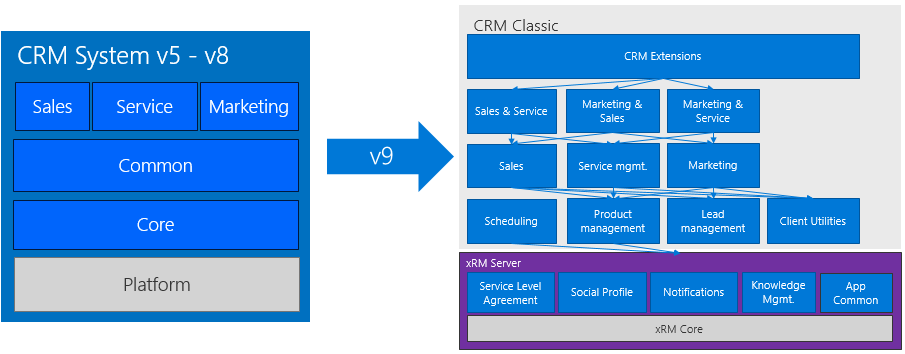 CRM System v5 - v8
Sales
Service
Marketing
Common
Core
Platform
v9
CRM Classic
CRM Extensions
Sales & Service
Marketing &
Sales
Marketing &
Service
Sales
Service mgmt.
Marketing
Scheduling
Product
management
Lead
management
Client Utilities
xRM Server
Service Level
Agreement
Social Profile
Notifications
Knowledge
Mgmt.
App
Common
xRM Core